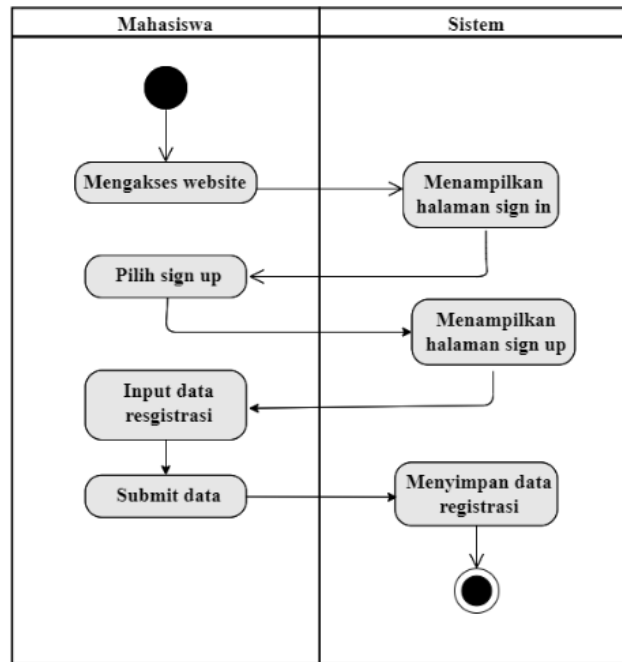 Mahasiswa
Sistem
Mengakses website
Menampilkan
halaman sign in
Pilih sign up
Menampilkan
halaman sign up
Input data
resgistrasi
Submit data
Menyimpan data
registrasi